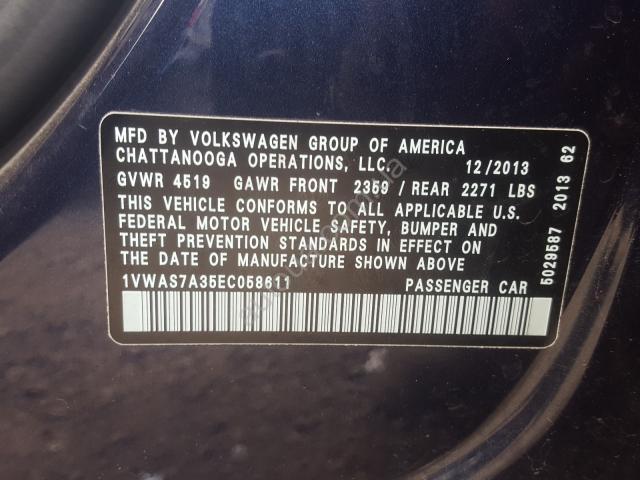 MFD BY VOLKSWAGEN GROUP OF AMERICA
CHATTANOOGA OPERATIONS, LLC. 12/2013
GVWR 4519 GAWR FRONT 2359 / REAR 2271 LBS
THIS VEHICLE CONFORMS TO ALL APPLICABLE U.S.
FEDERAL MOTOR VEHICLE SAFETY, BUMPER AND
THEFT PREVENTION STANDARDS IN EFFECT ON
THE DATE OF MANUFACTURE SHOWN ABOVE
1VWAS7A35EC058611 PASSENGER CAR
5029587 2013 62